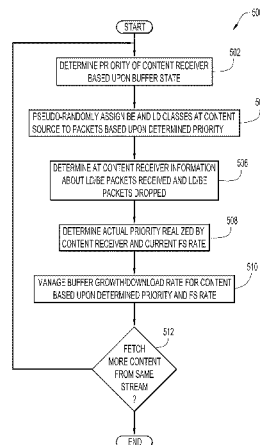 500
START
DETERMINE PRIORITY OF CONTENT RECEIVER
BASED UPON BUFFER STATE
502
PSEUDO-RANDOMLY ASSIGN BE AND LD CLASSES AT CONTENT
SOURCE TO PACKETS BASED UPON DETERMINED PRIORITY
50
DETERMINE AT CONTENT RECEIVER INFORMATION
ABOUT LD/BE PACKETS RECEIVED AND LD/BE
PACKETS DROPPED
506
DETERMINE ACTUAL PRIORITY REALIZED BY
CONTENT RECEIVER AND CURRENT FS RATE
508
MANAGE BUFFER GROWTH/DOWNLOAD RATE FOR CONTENT
BASED UPON DETERMINED PRIORITY AND FS RATE
510
FETCH
MORE CONTENT
FROM SAME
STREAM
?
512
END